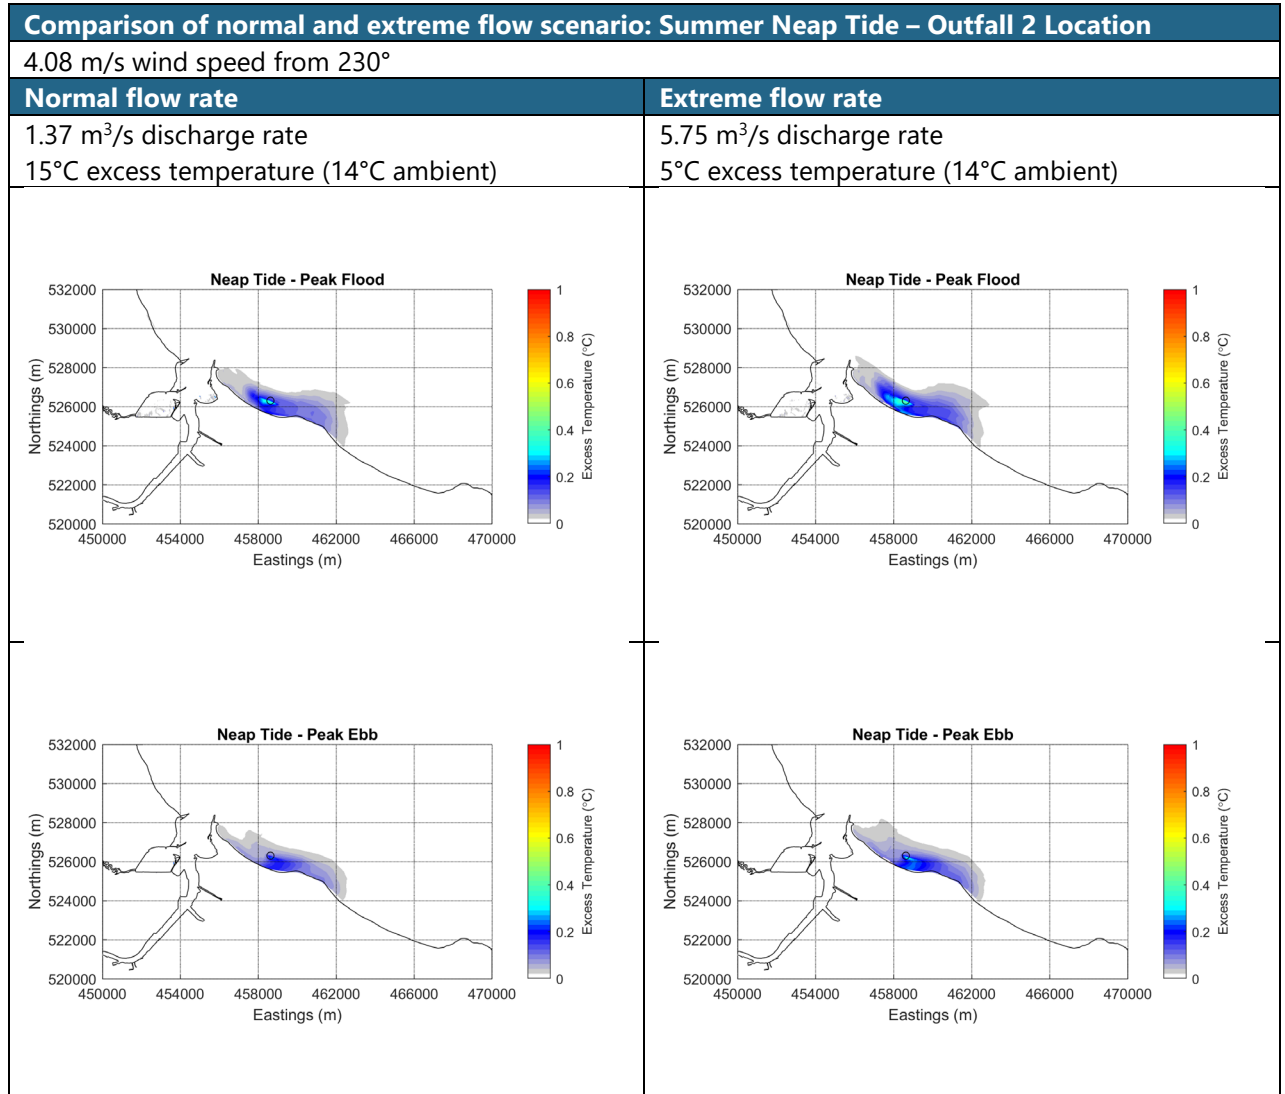 Comparison of normal and extreme flow scenario: Summer Neap Tide – Outfall 2 Location
4.08 m/s wind speed from 230°
Normal flow rate
Extreme flow rate
1.37 m³/s discharge rate
15°C excess temperature (14°C ambient)
5.75 m³/s discharge rate
5°C excess temperature (14°C ambient)
Neap Tide - Peak Flood
532000
530000
528000
526000
524000
522000
520000
Northings (m)
450000 454000 458000 462000 466000 470000
Eastings (m)
1
0.8
0.6
0.4
0.2
0
Excess Temperature (°C)
Neap Tide - Peak Flood
532000
530000
528000
526000
524000
522000
520000
Northings (m)
450000 454000 458000 462000 466000 470000
Eastings (m)
1
0.8
0.6
0.4
0.2
0
Excess Temperature (°C)
Neap Tide - Peak Ebb
532000
530000
528000
526000
524000
522000
520000
Northings (m)
450000 454000 458000 462000 466000 470000
Eastings (m)
1
0.8
0.6
0.4
0.2
0
Excess Temperature (°C)
Neap Tide - Peak Ebb
532000
530000
528000
526000
524000
522000
520000
Northings (m)
450000 454000 458000 462000 466000 470000
Eastings (m)
1
0.8
0.6
0.4
0.2
0
Excess Temperature (°C)